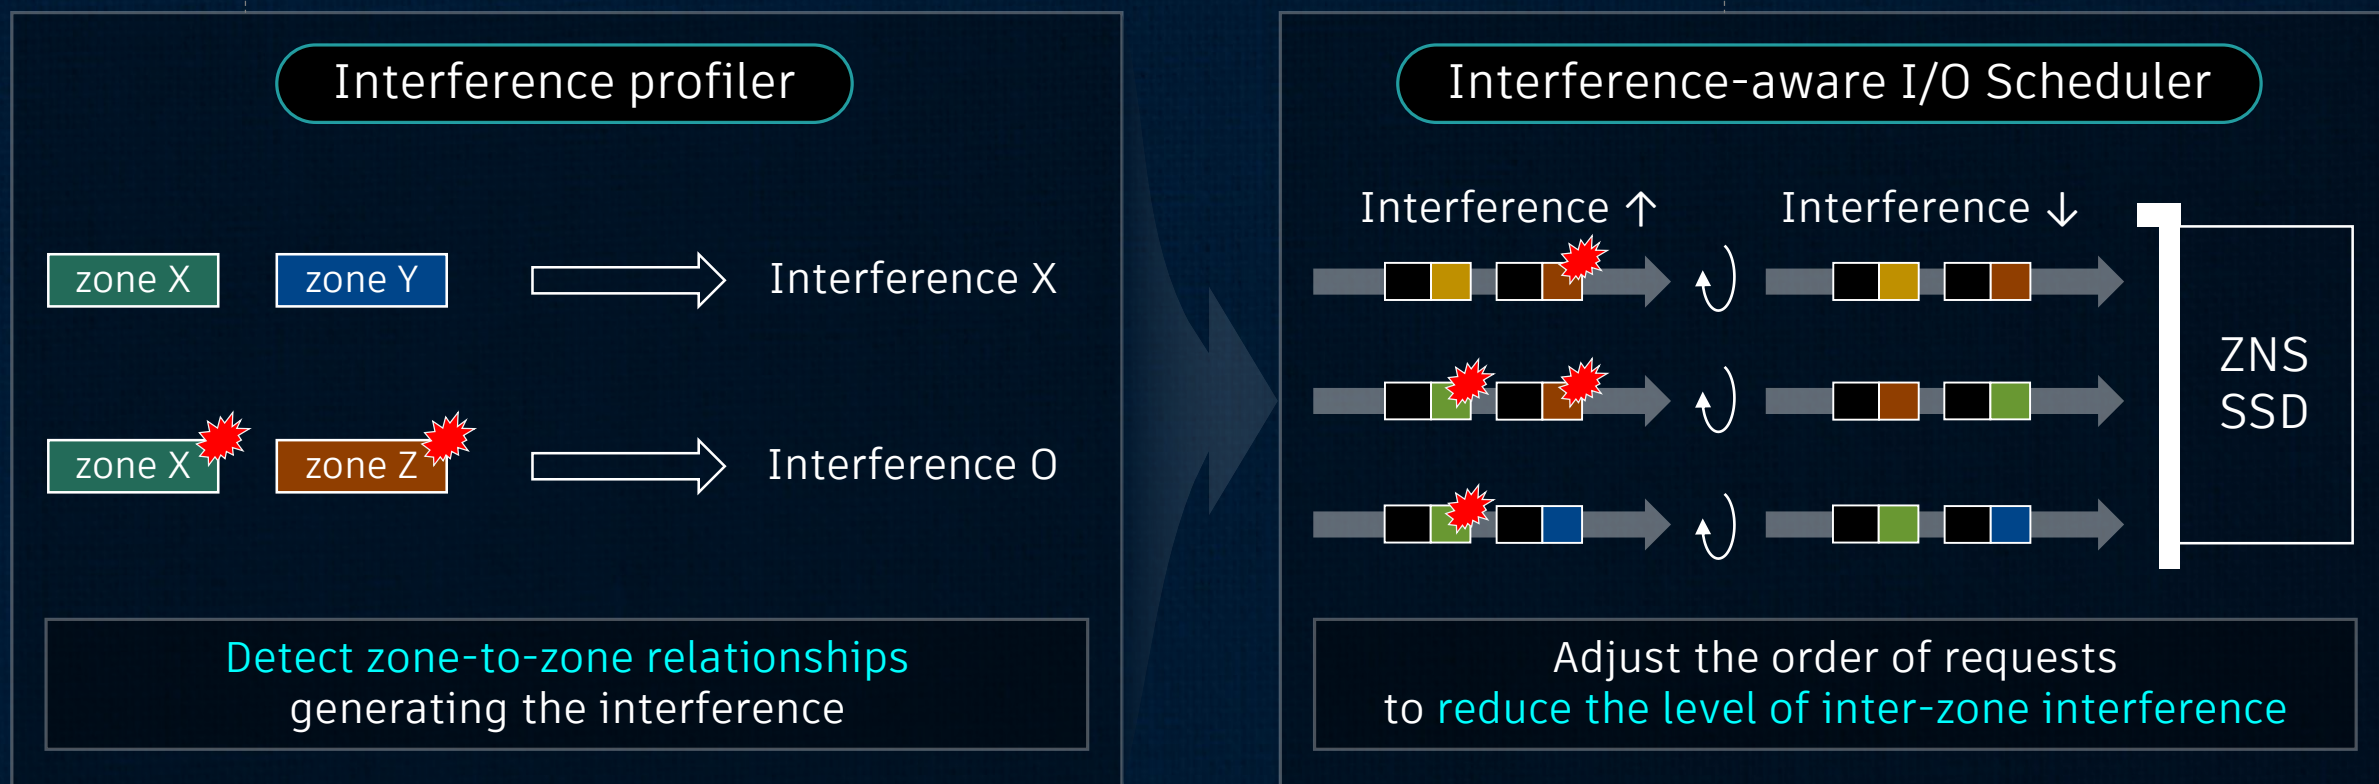 Interference profiler
zone X
zone Y
Interference X
zone X
zone Z
Interference O
Detect zone-to-zone relationships
generating the interference
Interference-aware I/O Scheduler
Interference ↑
Interference ↓
ZNS
SSD
Adjust the order of requests
to reduce the level of inter-zone interference